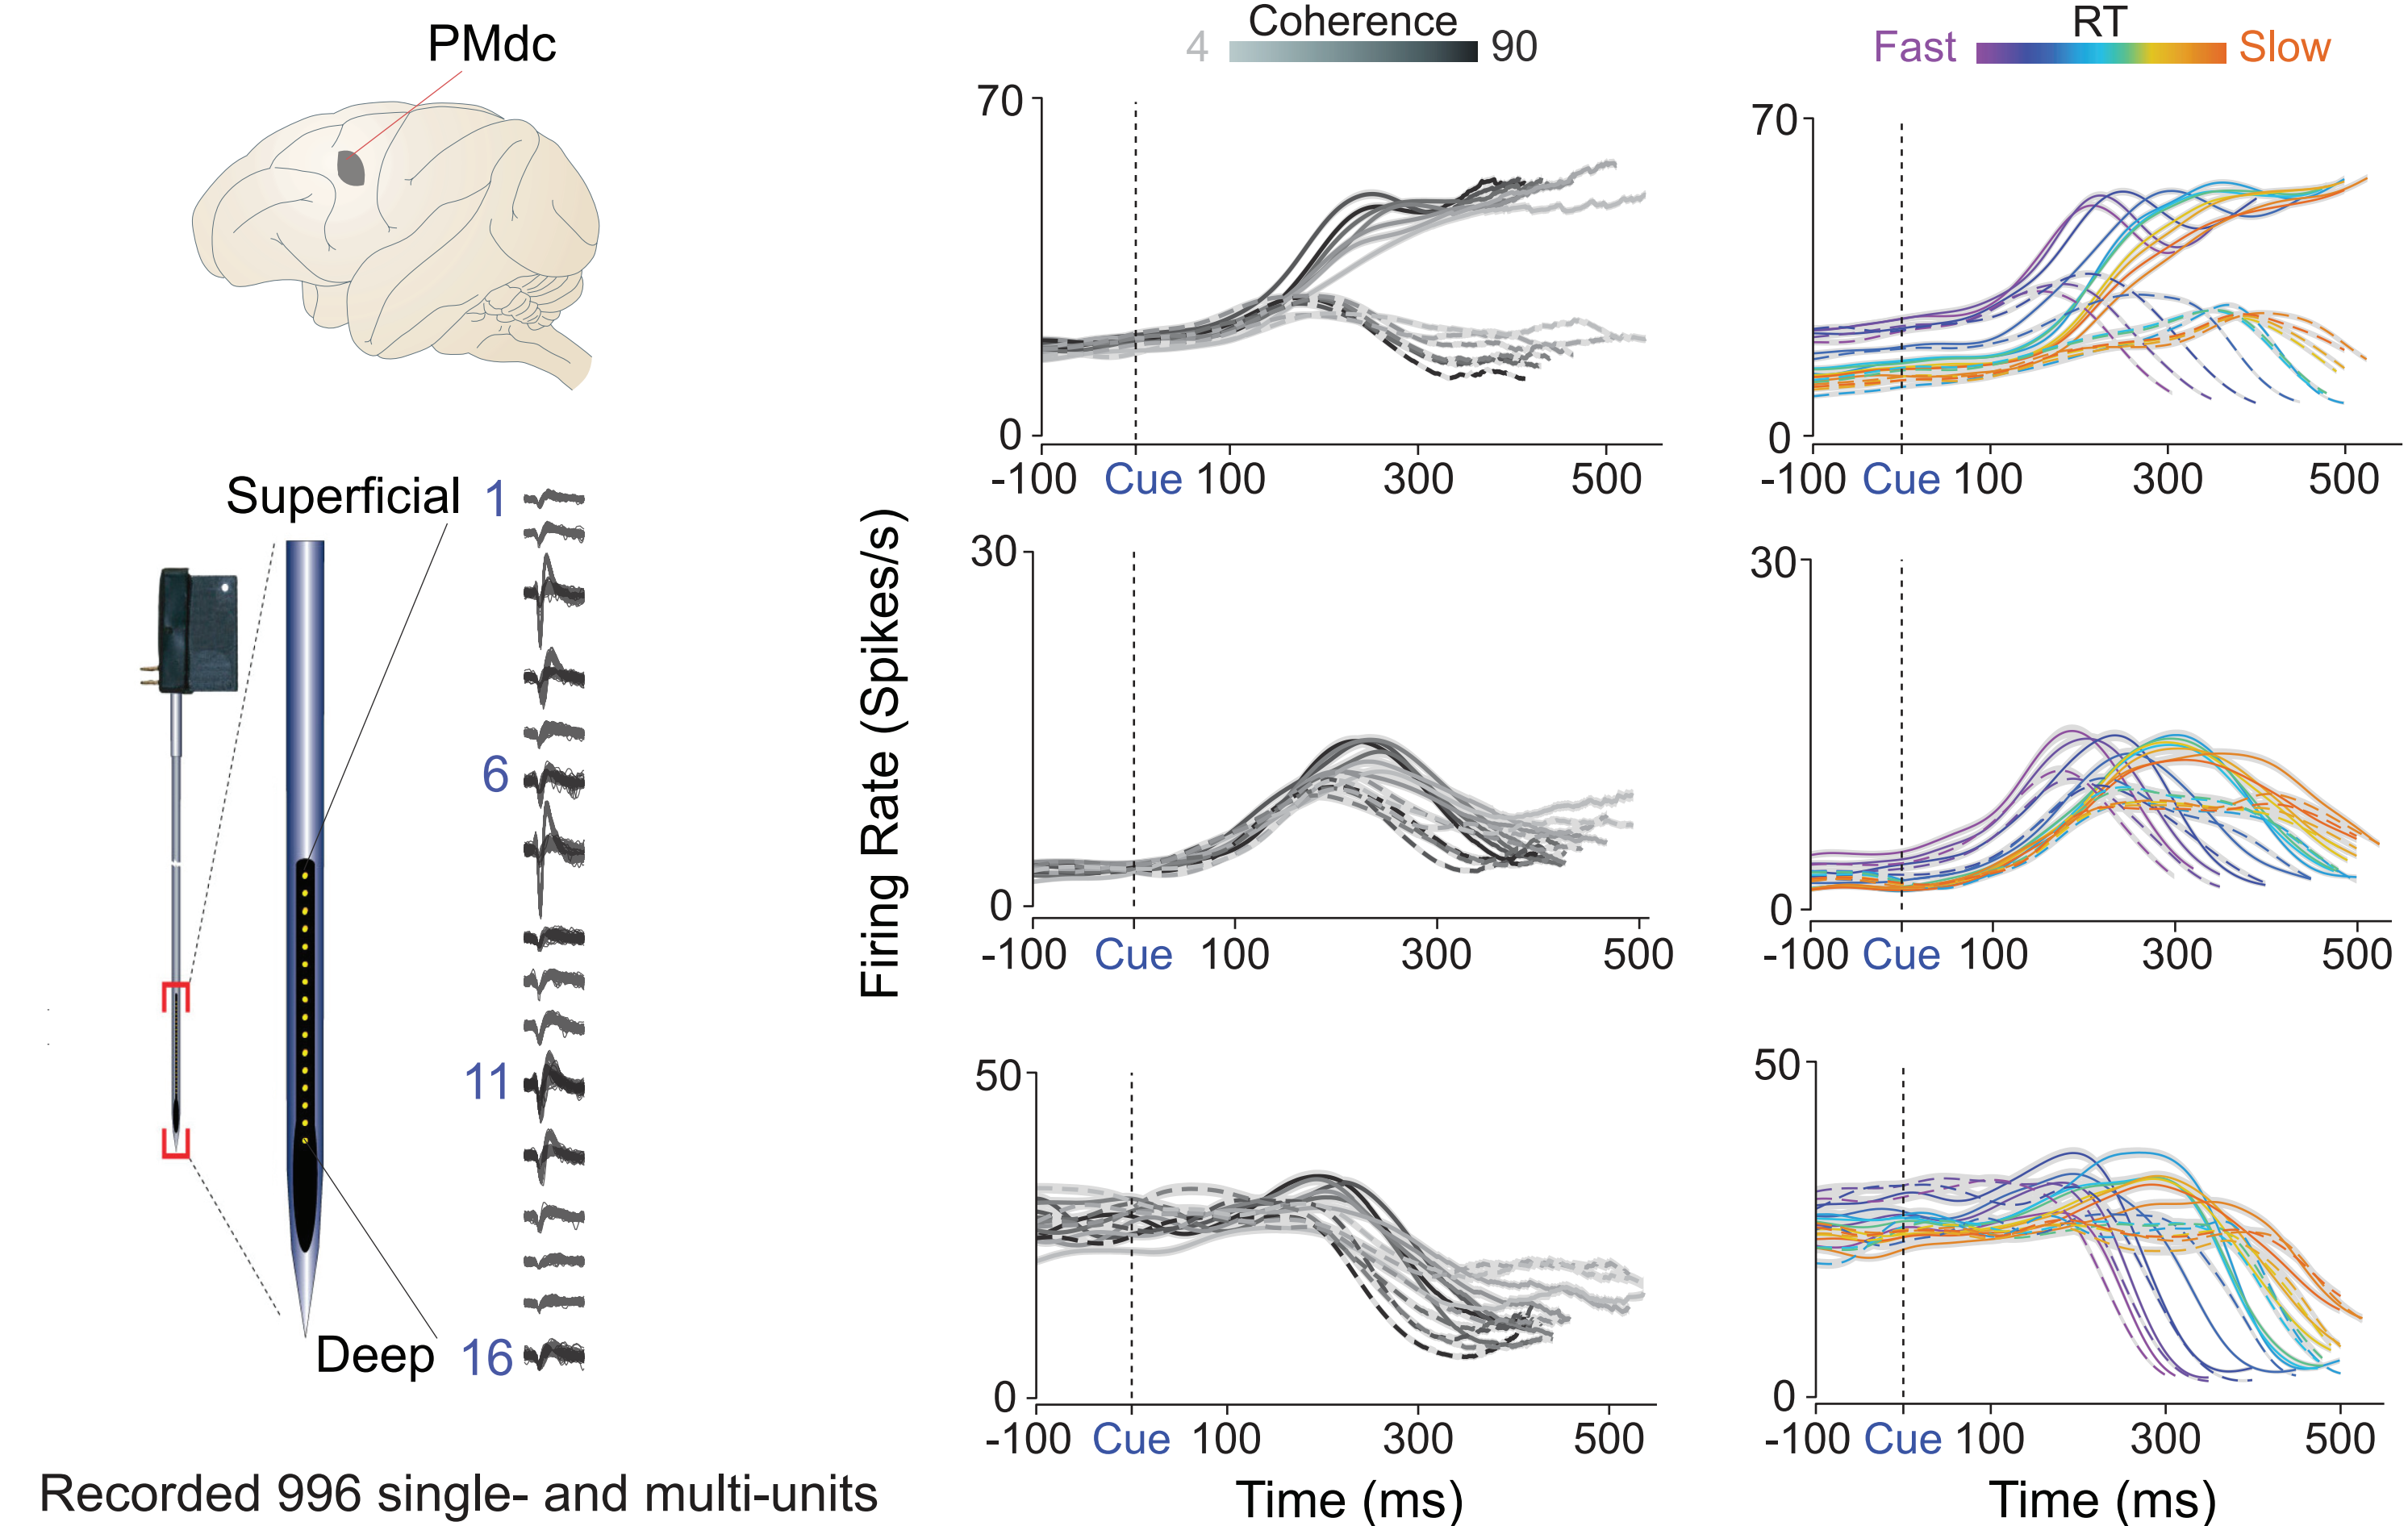 PMdc
Superficial
1
6
11
16
Deep
Recorded 996 single- and multi-units
Coherence
4 90
RT
Fast Slow
Firing Rate (Spikes/s)
70
0
-100 Cue 100 300 500
70
0
-100 Cue 100 300 500
30
0
-100 Cue 100 300 500
30
0
-100 Cue 100 300 500
50
0
-100 Cue 100 300 500
Time (ms)
50
0
-100 Cue 100 300 500
Time (ms)